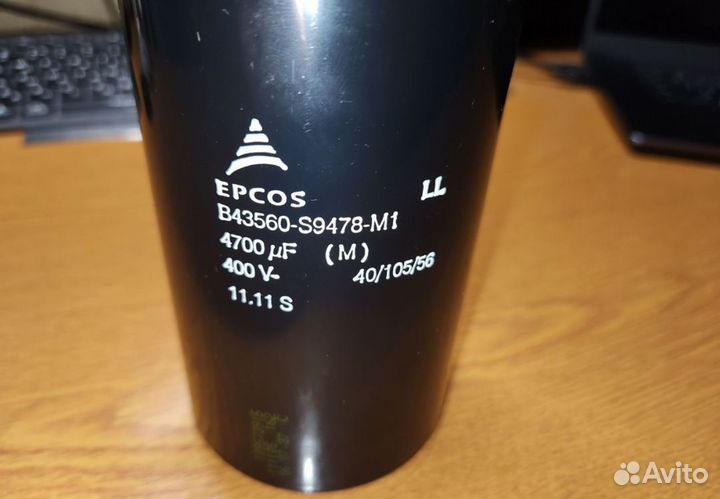 EPCOS
LL
B43560-S9478-M1
4700 µF (M)
400 V-
40/105/56
11.11 S
Avito